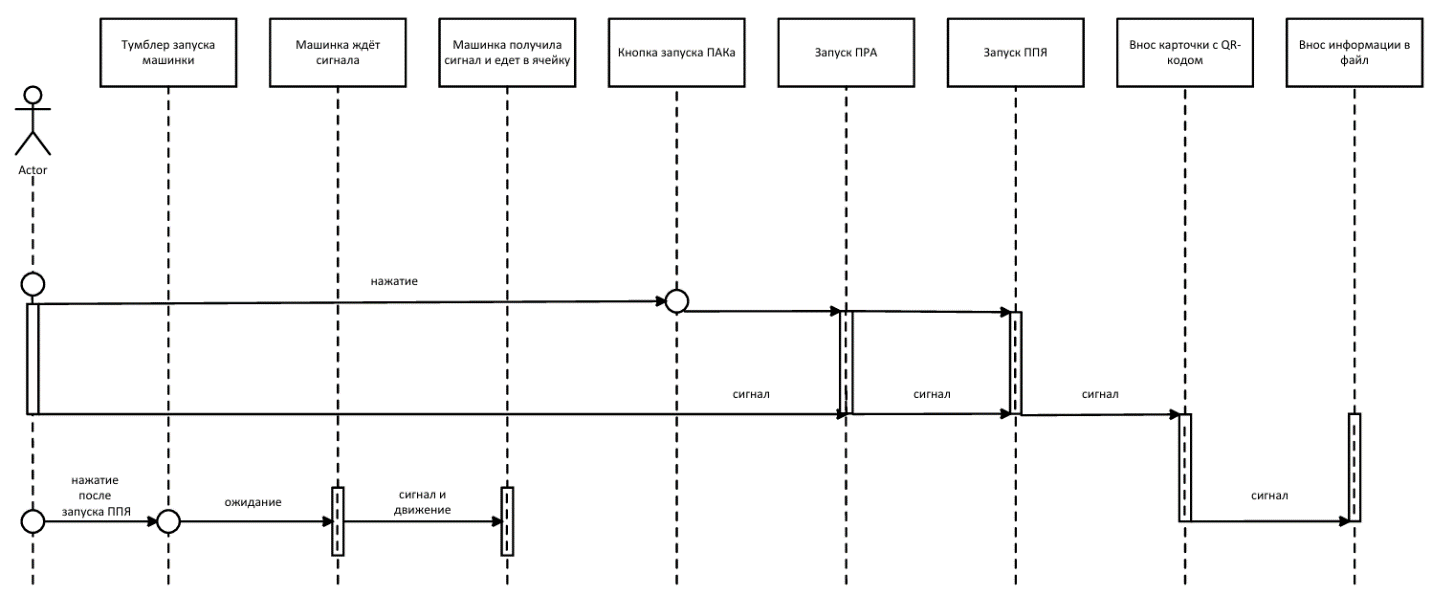 Тумблер запуска
машинки
Машинка ждёт
сигнала
Машинка получила
сигнал и едет в ячейку
Кнопка запуска ПАКа
Запуск ПРА
Запуск ППЯ
Внос карточки с QR-
кодом
Внос информации в
файл
Actor
нажатие
сигнал
сигнал
сигнал
нажатие
после
запуска ППЯ
ожидание
сигнал и
движение
сигнал